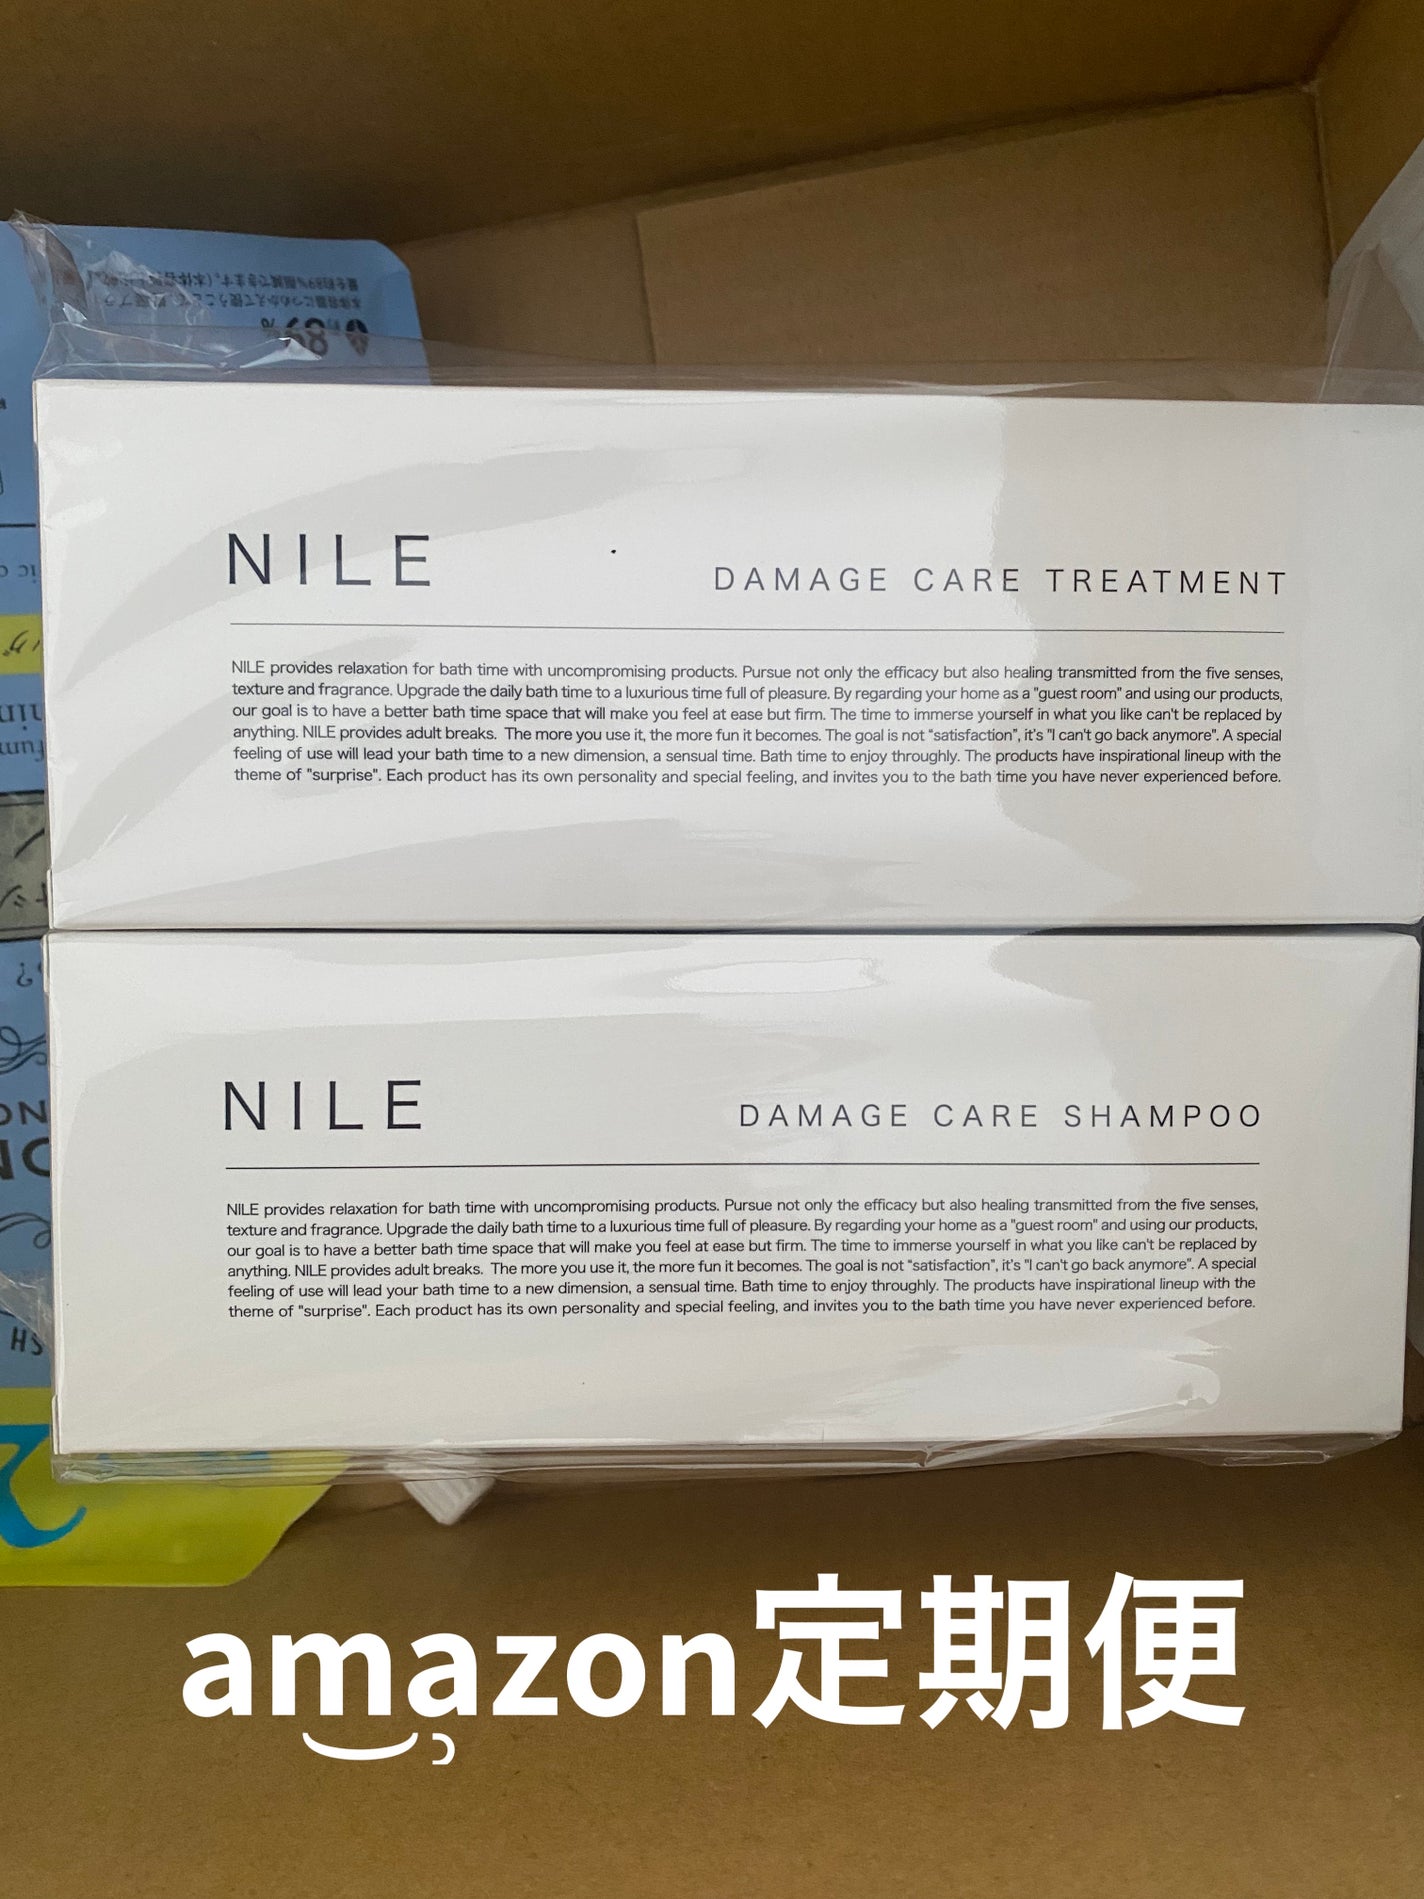 89%
NILE
DAMAGE CARE TREATMENT
NILE provides relaxation for bath time with uncompromising products. Pursue not only the efficacy but also healing transmitted from the five senses,
texture and fragrance. Upgrade the daily bath time to a luxurious time full of pleasure. By regarding your home as a "guest room" and using our products,
our goal is to have a better bath time space that will make you feel at ease but firm. The time to immerse yourself in what you like can't be replaced by
anything. NILE provides adult breaks. The more you use it, the more fun it becomes. The goal is not “satisfaction”, it's "I can't go back anymore". A special
feeling of use will lead your bath time to a new dimension, a sensual time. Bath time to enjoy throughly. The products have inspirational lineup with the
theme of "surprise". Each product has its own personality and special feeling, and invites you to the bath time you have never experienced before.
NILE
DAMAGE CARE SHAMPOO
NILE provides relaxation for bath time with uncompromising products. Pursue not only the efficacy but also healing transmitted from the five senses,
texture and fragrance. Upgrade the daily bath time to a luxurious time full of pleasure. By regarding your home as a "guest room" and using our products,
our goal is to have a better bath time space that will make you feel at ease but firm. The time to immerse yourself in what you like can't be replaced by
anything. NILE provides adult breaks. The more you use it, the more fun it becomes. The goal is not “satisfaction”, it's "I can't go back anymore". A special
feeling of use will lead your bath time to a new dimension, a sensual time. Bath time to enjoy throughly. The products have inspirational lineup with the
theme of "surprise". Each product has its own personality and special feeling, and invites you to the bath time you have never experienced before.
amazon定期便